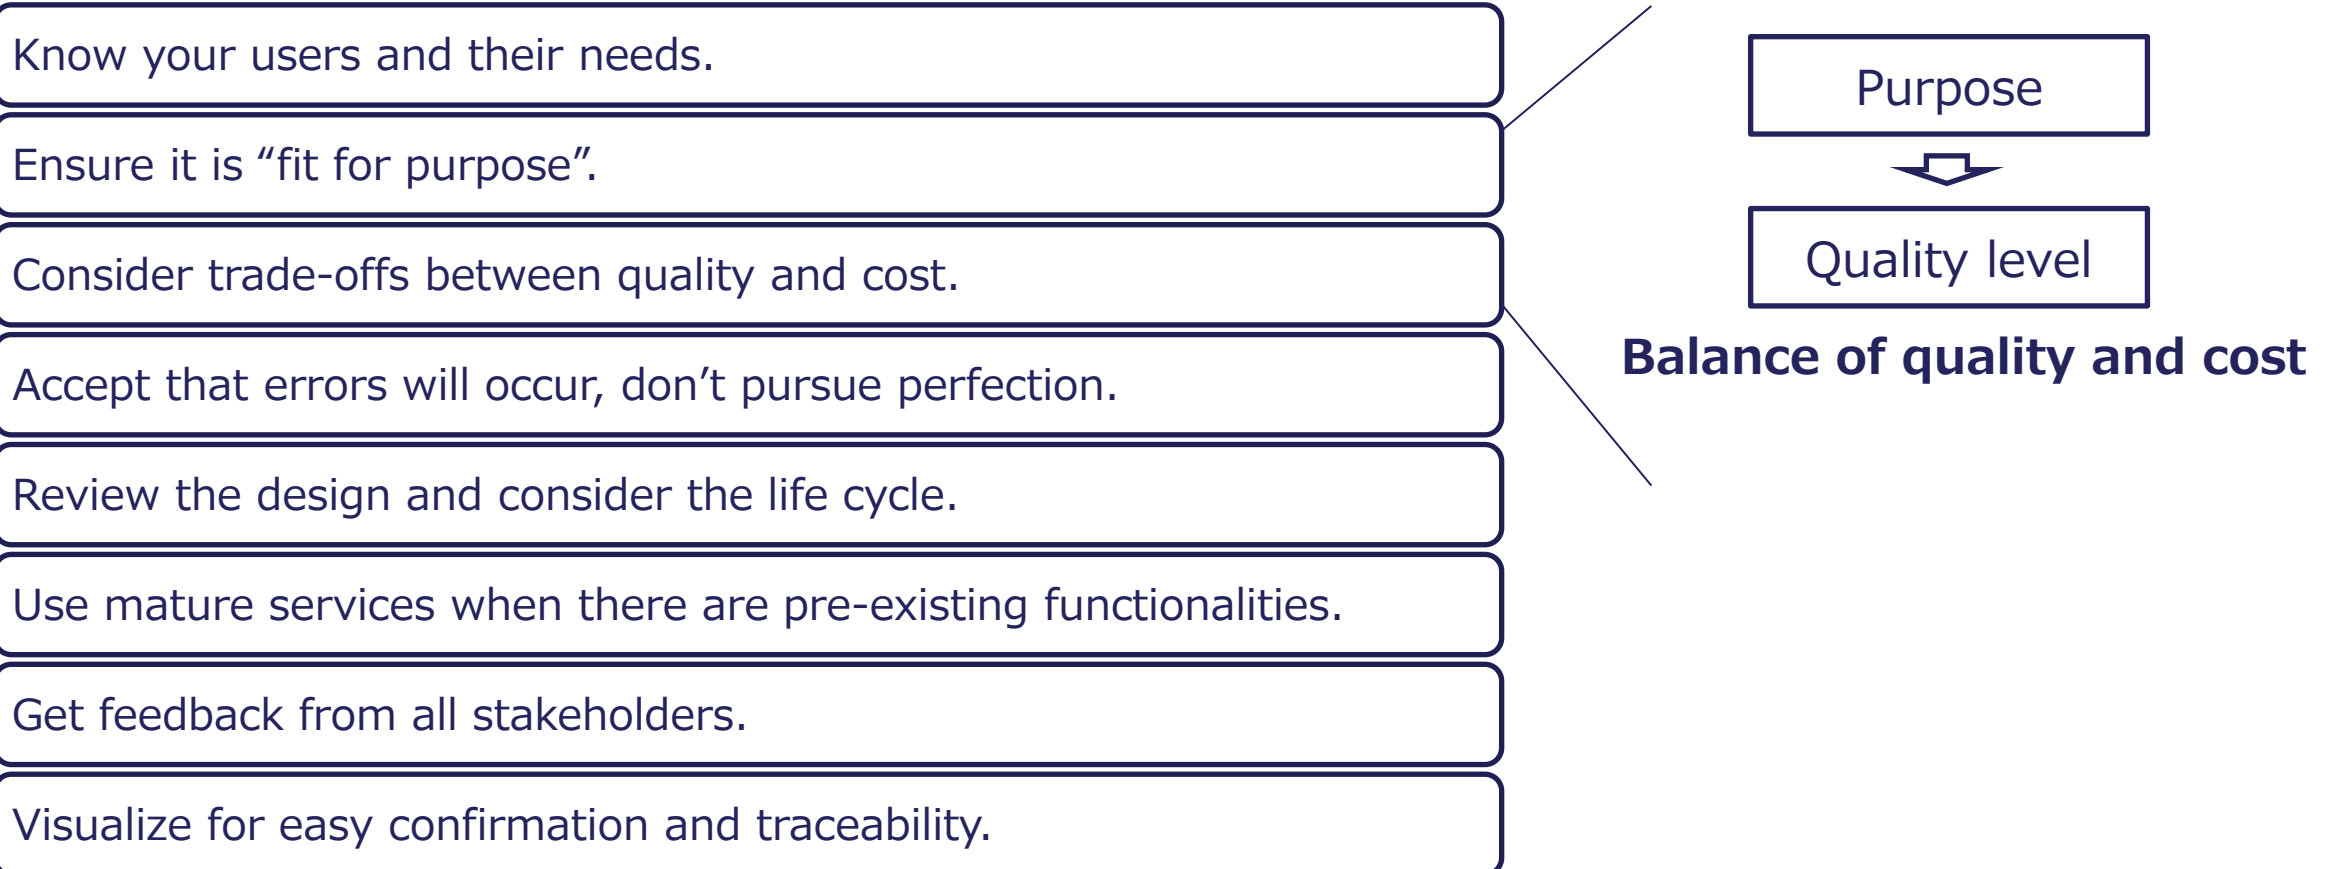 Know your users and their needs.
Ensure it is “fit for purpose”.
Consider trade-offs between quality and cost.
Accept that errors will occur, don’t pursue perfection.
Review the design and consider the life cycle.
Use mature services when there are pre-existing functionalities.
Get feedback from all stakeholders.
Visualize for easy confirmation and traceability.
Purpose
Quality level
Balance of quality and cost